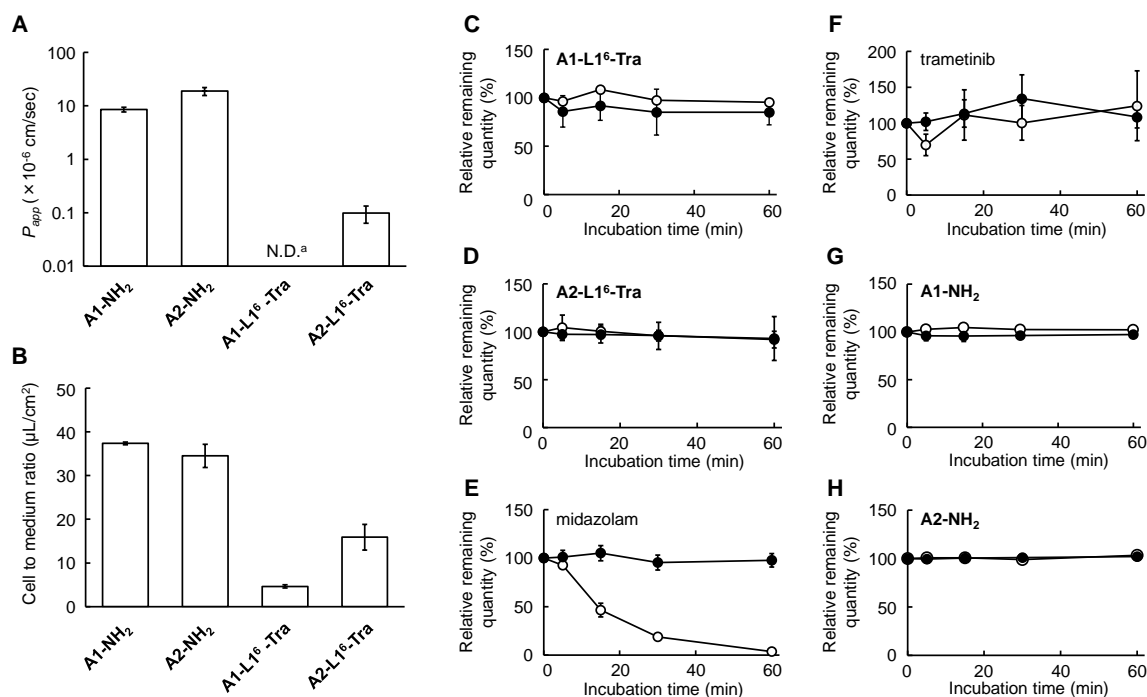 A
100
10
1
0.1
0.01
Papp ( × 10-6 cm/sec)
N.D.a
A1-NH2
A2-NH2
A1-L16 -Tra
A2-L16-Tra
B
50
40
30
20
10
0
Cell to medium ratio (μL/cm2)
A1-NH2
A2-NH2
A1-L16 -Tra
A2-L16-Tra
C
A1-L16-Tra
150
100
50
0
Relative remaining
quantity (%)
0 20 40 60
Incubation time (min)
D
A2-L16-Tra
150
100
50
0
Relative remaining
quantity (%)
0 20 40 60
Incubation time (min)
E
midazolam
150
100
50
0
Relative remaining
quantity (%)
0 20 40 60
Incubation time (min)
F
trametinib
200
150
100
50
0
Relative remaining
quantity (%)
0 20 40 60
Incubation time (min)
G
A1-NH2
150
100
50
0
Relative remaining
quantity (%)
0 20 40 60
Incubation time (min)
H
A2-NH2
150
100
50
0
Relative remaining
quantity (%)
0 20 40 60
Incubation time (min)